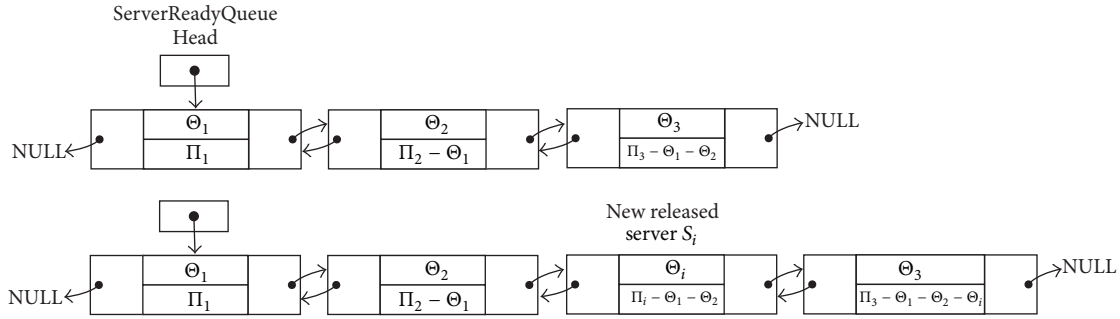 ServerReadyQueue
Head
NULL
Θ₁
Π₁
Θ₂
Π₂ − Θ₁
Θ₃
Π₃ − Θ₁ − Θ₂
NULL
New released
server Sᵢ
NULL
Θ₁
Π₁
Θ₂
Π₂ − Θ₁
Θᵢ
Πᵢ − Θ₁ − Θ₂
Θ₃
Π₃ − Θ₁ − Θ₂ − Θᵢ
NULL